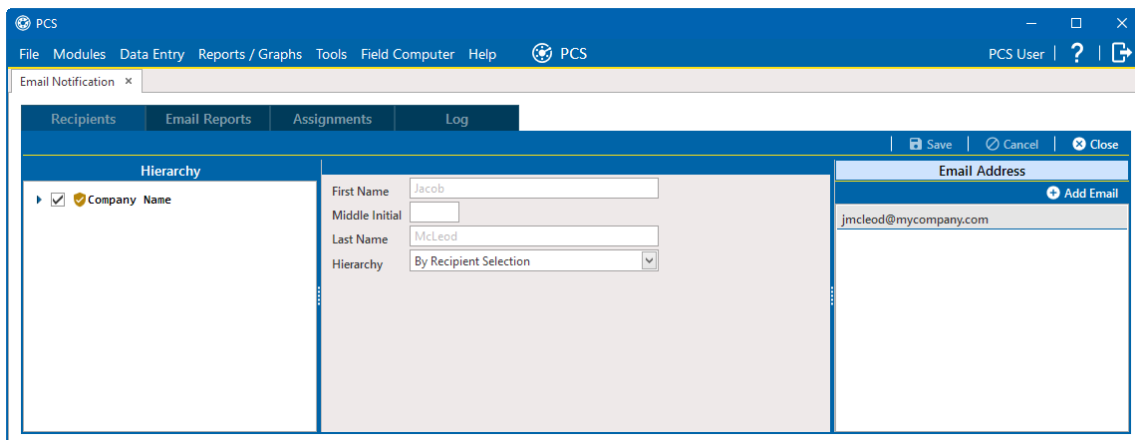 PCS
File Modules Data Entry Reports / Graphs Tools Field Computer Help PCS PCS User | ? |
Email Notification ×
Recipients Email Reports Assignments Log
| Save | Cancel | Close
Hierarchy Email Address
Add Email
Company Name
First Name Jacob
Middle Initial
Last Name McLeod
Hierarchy By Recipient Selection
jmcleod@mycompany.com